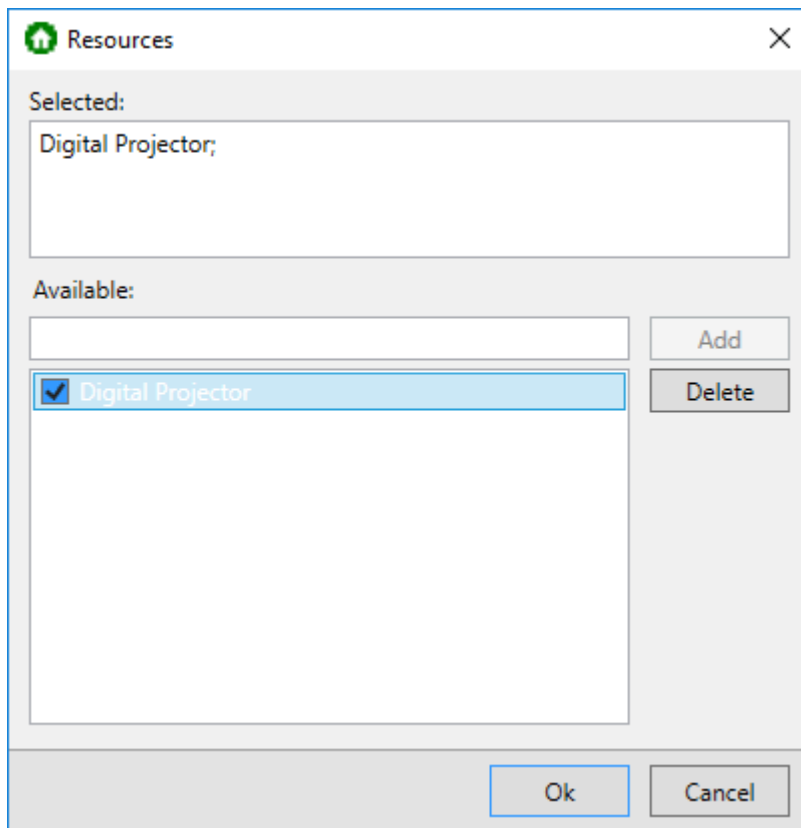 Resources
Selected:
Digital Projector;
Available:
Add
Digital Projector
Delete
Ok
Cancel